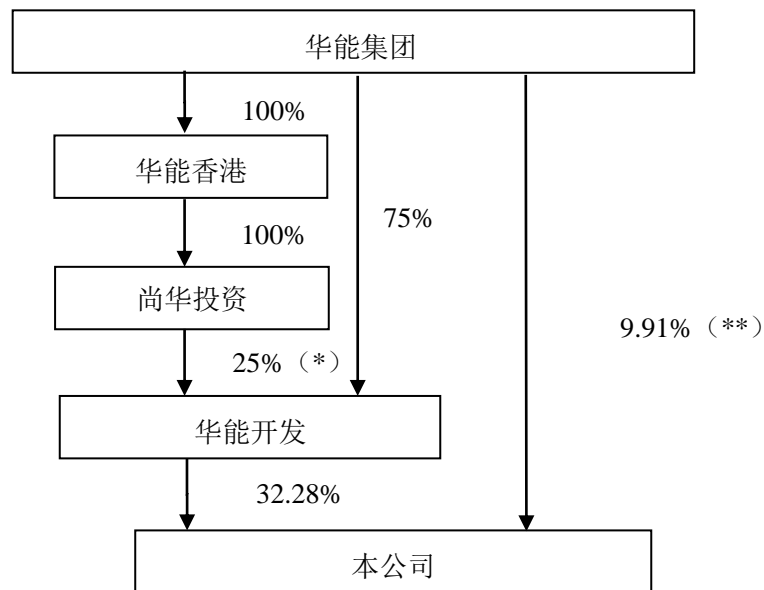 华能集团
100%
华能香港
75%
100%
尚华投资
9.91%（**）
25%（*）
华能开发
32.28%
本公司